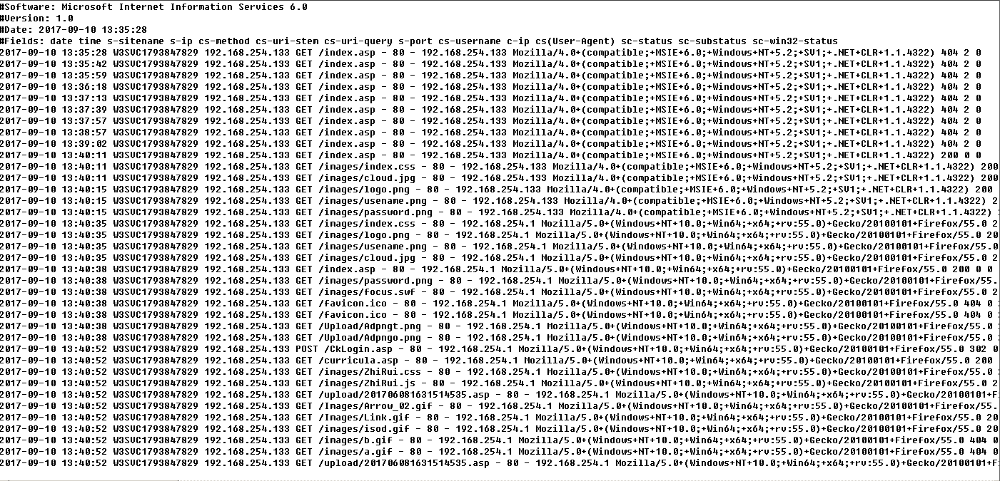 #Software: Microsoft Internet Information Services 6.0
#Version: 1.0
#Date: 2017-09-10 13:35:28
#Fields: date time s-sitename s-ip cs-method cs-uri-stem cs-uri-query s-port cs-username c-ip cs(User-Agent) sc-status sc-substatus sc-win32-status
2017-09-10 13:35:28 W3SVC1793847829 192.168.254.133 GET /index.asp - 80 - 192.168.254.133 Mozilla/4.0+(compatible;+MSIE+6.0;+Windows+NT+5.2;+SV1;+.NET+CLR+1.1.4322) 404 2 0
2017-09-10 13:35:42 W3SVC1793847829 192.168.254.133 GET /index.asp - 80 - 192.168.254.133 Mozilla/4.0+(compatible;+MSIE+6.0;+Windows+NT+5.2;+SV1;+.NET+CLR+1.1.4322) 404 2 0
2017-09-10 13:35:59 W3SVC1793847829 192.168.254.133 GET /index.asp - 80 - 192.168.254.133 Mozilla/4.0+(compatible;+MSIE+6.0;+Windows+NT+5.2;+SV1;+.NET+CLR+1.1.4322) 404 2 0
2017-09-10 13:36:18 W3SVC1793847829 192.168.254.133 GET /index.asp - 80 - 192.168.254.133 Mozilla/4.0+(compatible;+MSIE+6.0;+Windows+NT+5.2;+SV1;+.NET+CLR+1.1.4322) 404 2 0
2017-09-10 13:37:13 W3SVC1793847829 192.168.254.133 GET /index.asp - 80 - 192.168.254.133 Mozilla/4.0+(compatible;+MSIE+6.0;+Windows+NT+5.2;+SV1;+.NET+CLR+1.1.4322) 404 2 0
2017-09-10 13:37:39 W3SVC1793847829 192.168.254.133 GET /index.asp - 80 - 192.168.254.133 Mozilla/4.0+(compatible;+MSIE+6.0;+Windows+NT+5.2;+SV1;+.NET+CLR+1.1.4322) 404 2 0
2017-09-10 13:37:57 W3SVC1793847829 192.168.254.133 GET /index.asp - 80 - 192.168.254.133 Mozilla/4.0+(compatible;+MSIE+6.0;+Windows+NT+5.2;+SV1;+.NET+CLR+1.1.4322) 404 2 0
2017-09-10 13:38:57 W3SVC1793847829 192.168.254.133 GET /index.asp - 80 - 192.168.254.133 Mozilla/4.0+(compatible;+MSIE+6.0;+Windows+NT+5.2;+SV1;+.NET+CLR+1.1.4322) 404 2 0
2017-09-10 13:39:02 W3SVC1793847829 192.168.254.133 GET /index.asp - 80 - 192.168.254.133 Mozilla/4.0+(compatible;+MSIE+6.0;+Windows+NT+5.2;+SV1;+.NET+CLR+1.1.4322) 404 2 0
2017-09-10 13:40:11 W3SVC1793847829 192.168.254.133 GET /index.asp - 80 - 192.168.254.133 Mozilla/4.0+(compatible;+MSIE+6.0;+Windows+NT+5.2;+SV1;+.NET+CLR+1.1.4322) 200 0 0
2017-09-10 13:40:11 W3SVC1793847829 192.168.254.133 GET /images/index.css - 80 - 192.168.254.133 Mozilla/4.0+(compatible;+MSIE+6.0;+Windows+NT+5.2;+SV1;+.NET+CLR+1.1.4322) 200
2017-09-10 13:40:11 W3SVC1793847829 192.168.254.133 GET /images/cloud.jpg - 80 - 192.168.254.133 Mozilla/4.0+(compatible;+MSIE+6.0;+Windows+NT+5.2;+SV1;+.NET+CLR+1.1.4322) 200
2017-09-10 13:40:15 W3SVC1793847829 192.168.254.133 GET /images/logo.png - 80 - 192.168.254.133 Mozilla/4.0+(compatible;+MSIE+6.0;+Windows+NT+5.2;+SV1;+.NET+CLR+1.1.4322) 200
2017-09-10 13:40:15 W3SVC1793847829 192.168.254.133 GET /images/usename.png - 80 - 192.168.254.133 Mozilla/4.0+(compatible;+MSIE+6.0;+Windows+NT+5.2;+SV1;+.NET+CLR+1.1.4322) 2
2017-09-10 13:40:15 W3SVC1793847829 192.168.254.133 GET /images/password.png - 80 - 192.168.254.133 Mozilla/4.0+(compatible;+MSIE+6.0;+Windows+NT+5.2;+SV1;+.NET+CLR+1.1.4322)
2017-09-10 13:40:35 W3SVC1793847829 192.168.254.133 GET /images/index.css - 80 - 192.168.254.1 Mozilla/5.0+(Windows+NT+10.0;+Win64;+x64;+rv:55.0)+Gecko/20100101+Firefox/55.0 2
2017-09-10 13:40:35 W3SVC1793847829 192.168.254.133 GET /images/logo.png - 80 - 192.168.254.1 Mozilla/5.0+(Windows+NT+10.0;+Win64;+x64;+rv:55.0)+Gecko/20100101+Firefox/55.0 20
2017-09-10 13:40:35 W3SVC1793847829 192.168.254.133 GET /images/usename.png - 80 - 192.168.254.1 Mozilla/5.0+(Windows+NT+10.0;+Win64;+x64;+rv:55.0)+Gecko/20100101+Firefox/55.0
2017-09-10 13:40:35 W3SVC1793847829 192.168.254.133 GET /images/cloud.jpg - 80 - 192.168.254.1 Mozilla/5.0+(Windows+NT+10.0;+Win64;+x64;+rv:55.0)+Gecko/20100101+Firefox/55.0 2
2017-09-10 13:40:38 W3SVC1793847829 192.168.254.133 GET /index.asp - 80 - 192.168.254.1 Mozilla/5.0+(Windows+NT+10.0;+Win64;+x64;+rv:55.0)+Gecko/20100101+Firefox/55.0 200 0 0
2017-09-10 13:40:38 W3SVC1793847829 192.168.254.133 GET /images/password.png - 80 - 192.168.254.1 Mozilla/5.0+(Windows+NT+10.0;+Win64;+x64;+rv:55.0)+Gecko/20100101+Firefox/55.
2017-09-10 13:40:38 W3SVC1793847829 192.168.254.133 GET /images/focus.swf - 80 - 192.168.254.1 Mozilla/5.0+(Windows+NT+10.0;+Win64;+x64;+rv:55.0)+Gecko/20100101+Firefox/55.0 2
2017-09-10 13:40:38 W3SVC1793847829 192.168.254.133 GET /favicon.ico - 80 - 192.168.254.1 Mozilla/5.0+(Windows+NT+10.0;+Win64;+x64;+rv:55.0)+Gecko/20100101+Firefox/55.0 404 0
2017-09-10 13:40:38 W3SVC1793847829 192.168.254.133 GET /favicon.ico - 80 - 192.168.254.1 Mozilla/5.0+(Windows+NT+10.0;+Win64;+x64;+rv:55.0)+Gecko/20100101+Firefox/55.0 404 0
2017-09-10 13:40:38 W3SVC1793847829 192.168.254.133 GET /Upload/Adpngt.png - 80 - 192.168.254.1 Mozilla/5.0+(Windows+NT+10.0;+Win64;+x64;+rv:55.0)+Gecko/20100101+Firefox/55.0
2017-09-10 13:40:38 W3SVC1793847829 192.168.254.133 GET /Upload/Adpngo.png - 80 - 192.168.254.1 Mozilla/5.0+(Windows+NT+10.0;+Win64;+x64;+rv:55.0)+Gecko/20100101+Firefox/55.0
2017-09-10 13:40:52 W3SVC1793847829 192.168.254.133 POST /CkLogin.asp - 80 - 192.168.254.1 Mozilla/5.0+(Windows+NT+10.0;+Win64;+x64;+rv:55.0)+Gecko/20100101+Firefox/55.0 302 0
2017-09-10 13:40:52 W3SVC1793847829 192.168.254.133 GET /curricula.asp - 80 - 192.168.254.1 Mozilla/5.0+(Windows+NT+10.0;+Win64;+x64;+rv:55.0)+Gecko/20100101+Firefox/55.0 200
2017-09-10 13:40:52 W3SVC1793847829 192.168.254.133 GET /images/ZhiRui.css - 80 - 192.168.254.1 Mozilla/5.0+(Windows+NT+10.0;+Win64;+x64;+rv:55.0)+Gecko/20100101+Firefox/55.0
2017-09-10 13:40:52 W3SVC1793847829 192.168.254.133 GET /images/ZhiRui.js - 80 - 192.168.254.1 Mozilla/5.0+(Windows+NT+10.0;+Win64;+x64;+rv:55.0)+Gecko/20100101+Firefox/55.0 2
2017-09-10 13:40:52 W3SVC1793847829 192.168.254.133 GET /upload/201706081631514535.asp - 80 - 192.168.254.1 Mozilla/5.0+(Windows+NT+10.0;+Win64;+x64;+rv:55.0)+Gecko/20100101+F
2017-09-10 13:40:52 W3SVC1793847829 192.168.254.133 GET /Images/Arrow_02.gif - 80 - 192.168.254.1 Mozilla/5.0+(Windows+NT+10.0;+Win64;+x64;+rv:55.0)+Gecko/20100101+Firefox/55.
2017-09-10 13:40:52 W3SVC1793847829 192.168.254.133 GET /Images/Link.gif - 80 - 192.168.254.1 Mozilla/5.0+(Windows+NT+10.0;+Win64;+x64;+rv:55.0)+Gecko/20100101+Firefox/55.0 20
2017-09-10 13:40:52 W3SVC1793847829 192.168.254.133 GET /images/isod.gif - 80 - 192.168.254.1 Mozilla/5.0+(Windows+NT+10.0;+Win64;+x64;+rv:55.0)+Gecko/20100101+Firefox/55.0 20
2017-09-10 13:40:52 W3SVC1793847829 192.168.254.133 GET /images/b.gif - 80 - 192.168.254.1 Mozilla/5.0+(Windows+NT+10.0;+Win64;+x64;+rv:55.0)+Gecko/20100101+Firefox/55.0 404 0
2017-09-10 13:40:52 W3SVC1793847829 192.168.254.133 GET /images/a.gif - 80 - 192.168.254.1 Mozilla/5.0+(Windows+NT+10.0;+Win64;+x64;+rv:55.0)+Gecko/20100101+Firefox/55.0 404 0
2017-09-10 13:40:52 W3SVC1793847829 192.168.254.133 GET /upload/201706081631514535.asp - 80 - 192.168.254.1 Mozilla/5.0+(Windows+NT+10.0;+Win64;+x64;+rv:55.0)+Gecko/20100101+F